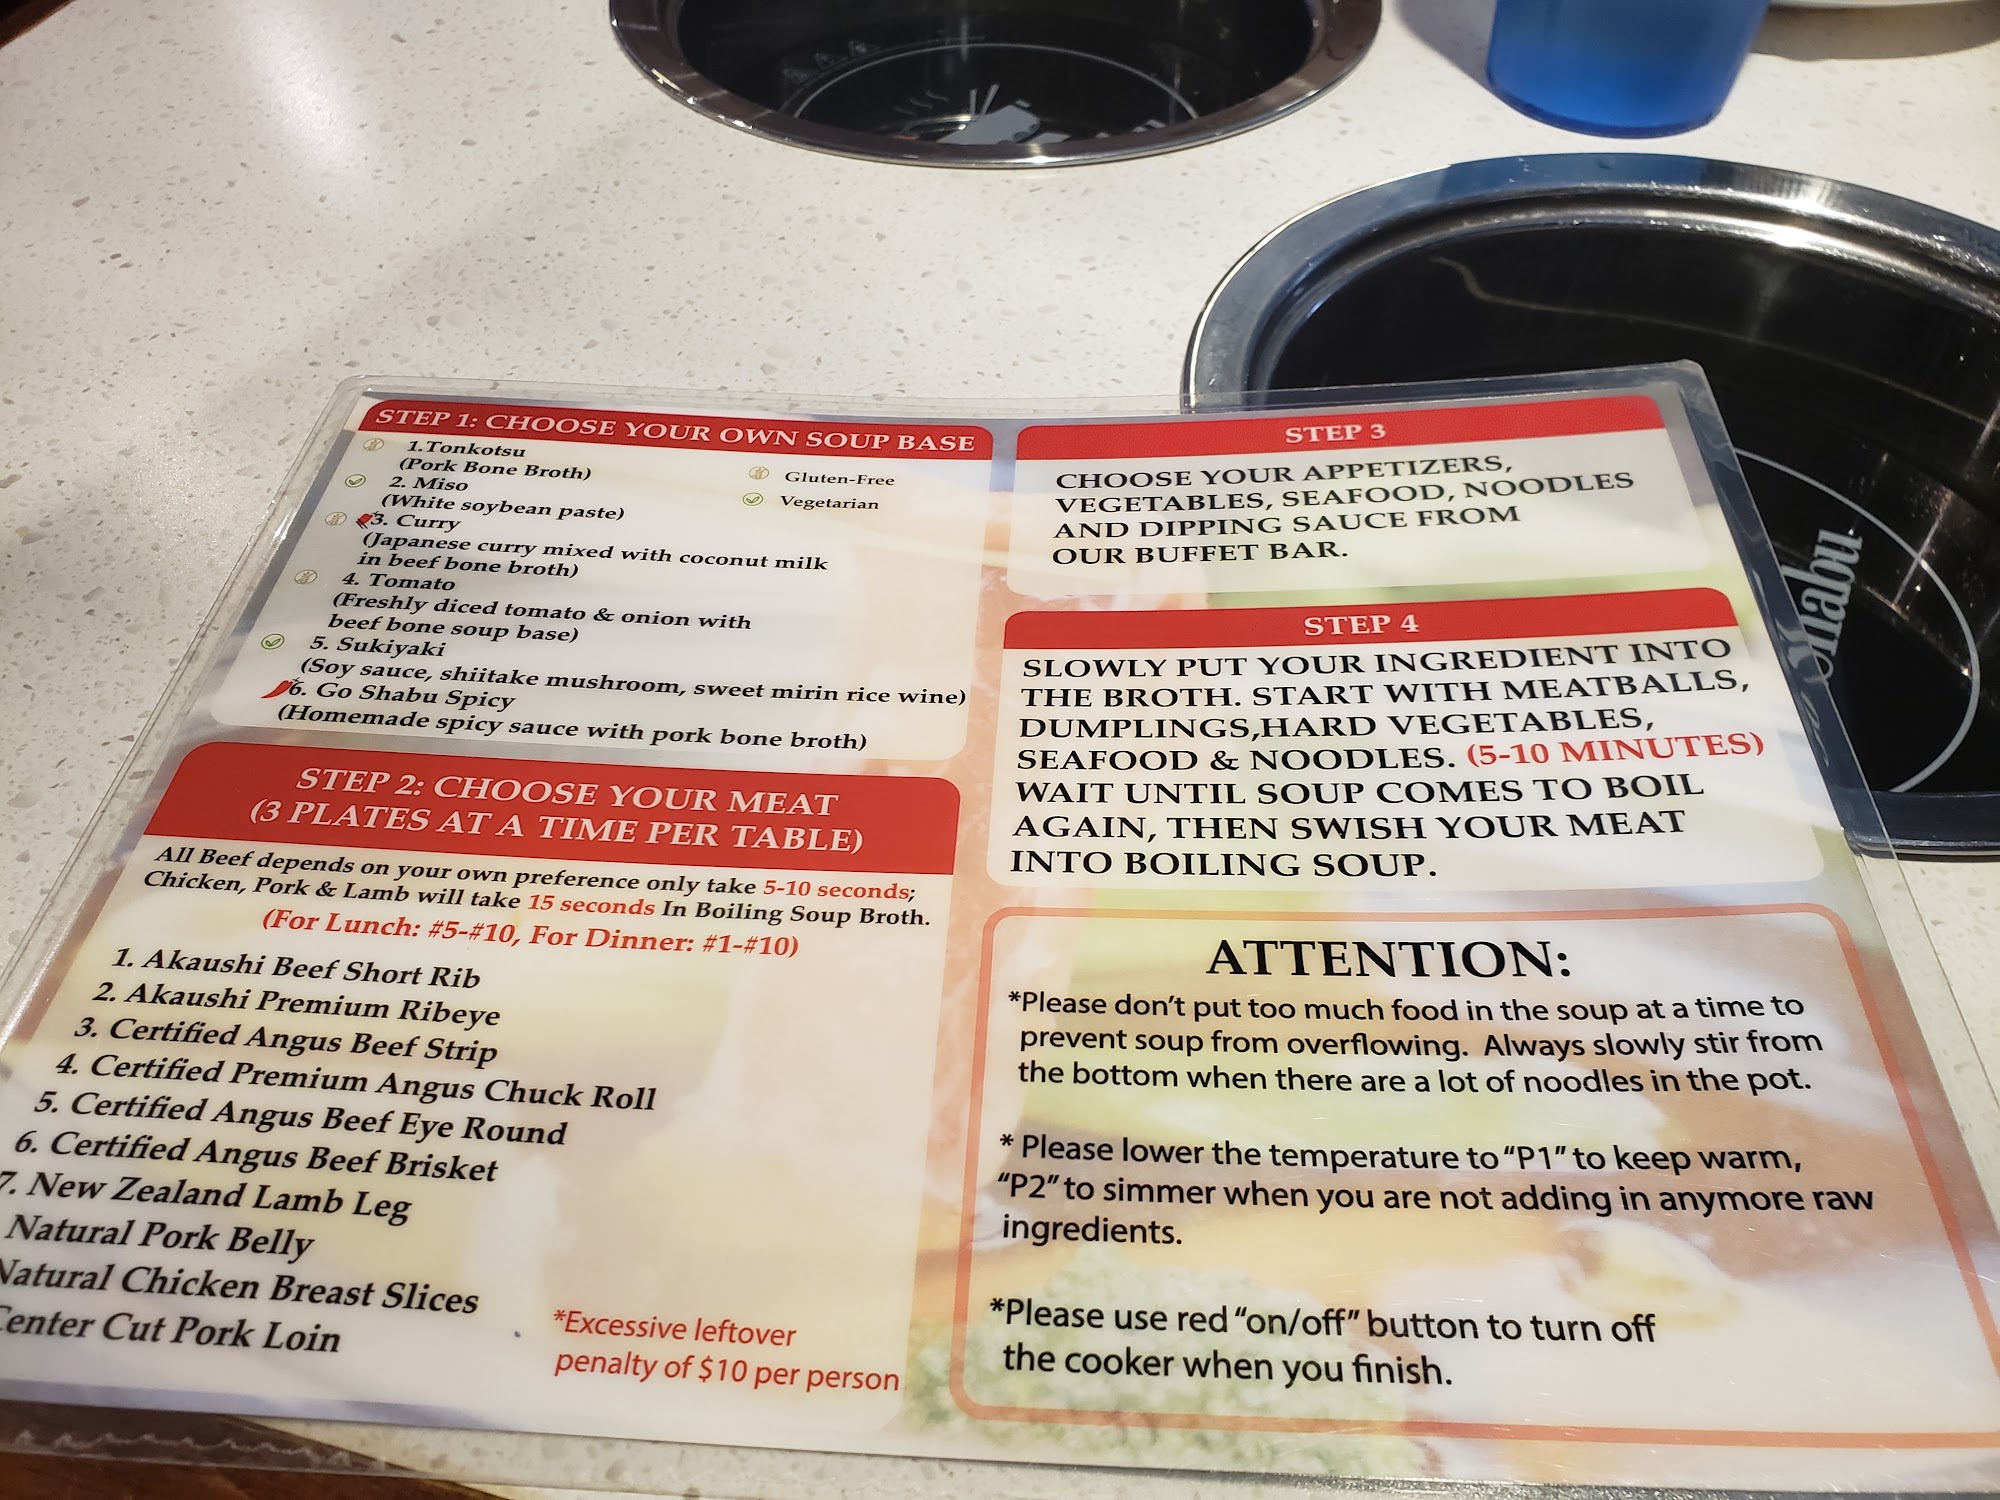 STEP 1: CHOOSE YOUR OWN SOUP BASE
1.Tonkotsu
(Pork Bone Broth)
2. Miso
(White soybean paste)
3. Curry
(Japanese curry mixed with coconut milk
in beef bone broth)
4. Tomato
(Freshly diced tomato & onion with
beef bone soup base)
5. Sukiyaki
(Soy sauce, shiitake mushroom, sweet mirin rice wine)
6. Go Shabu Spicy
(Homemade spicy sauce with pork bone broth)
Gluten-Free
Vegetarian
STEP 2: CHOOSE YOUR MEAT
(3 PLATES AT A TIME PER TABLE)
All Beef depends on your own preference only take 5-10 seconds;
Chicken, Pork & Lamb will take 15 seconds In Boiling Soup Broth.
(For Lunch: #5-#10, For Dinner: #1-#10)
1. Akaushi Beef Short Rib
2. Akaushi Premium Ribeye
3. Certified Angus Beef Strip
4. Certified Premium Angus Chuck Roll
5. Certified Angus Beef Eye Round
6. Certified Angus Beef Brisket
7. New Zealand Lamb Leg
Natural Pork Belly
Natural Chicken Breast Slices
Center Cut Pork Loin
*Excessive leftover
penalty of $10 per person
STEP 3
CHOOSE YOUR APPETIZERS,
VEGETABLES, SEAFOOD, NOODLES
AND DIPPING SAUCE FROM
OUR BUFFET BAR.
STEP 4
SLOWLY PUT YOUR INGREDIENT INTO
THE BROTH. START WITH MEATBALLS,
DUMPLINGS,HARD VEGETABLES,
SEAFOOD & NOODLES. (5-10 MINUTES)
WAIT UNTIL SOUP COMES TO BOIL
AGAIN, THEN SWISH YOUR MEAT
INTO BOILING SOUP.
ATTENTION:
*Please don't put too much food in the soup at a time to
prevent soup from overflowing. Always slowly stir from
the bottom when there are a lot of noodles in the pot.
* Please lower the temperature to "P1" to keep warm,
"P2" to simmer when you are not adding in anymore raw
ingredients.
*Please use red "on/off" button to turn off
the cooker when you finish.
Shabu